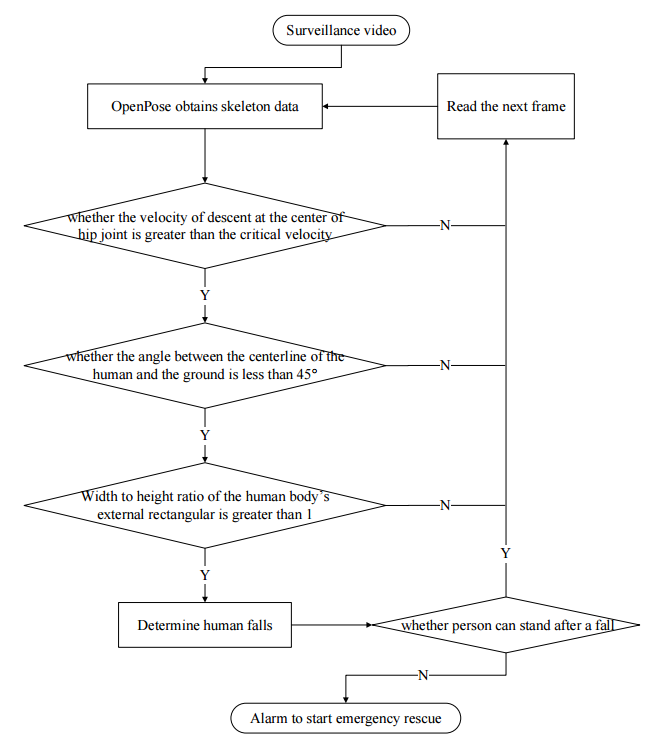 Surveillance video
OpenPose obtains skeleton data
Read the next frame
whether the velocity of descent at the center of
hip joint is greater than the critical velocity
N
Y
whether the angle between the centerline of the
human and the ground is less than 45°
N
Y
Width to height ratio of the human body's
external rectangular is greater than 1
N
Y
Y
Determine human falls
whether person can stand after a fall
N
Alarm to start emergency rescue